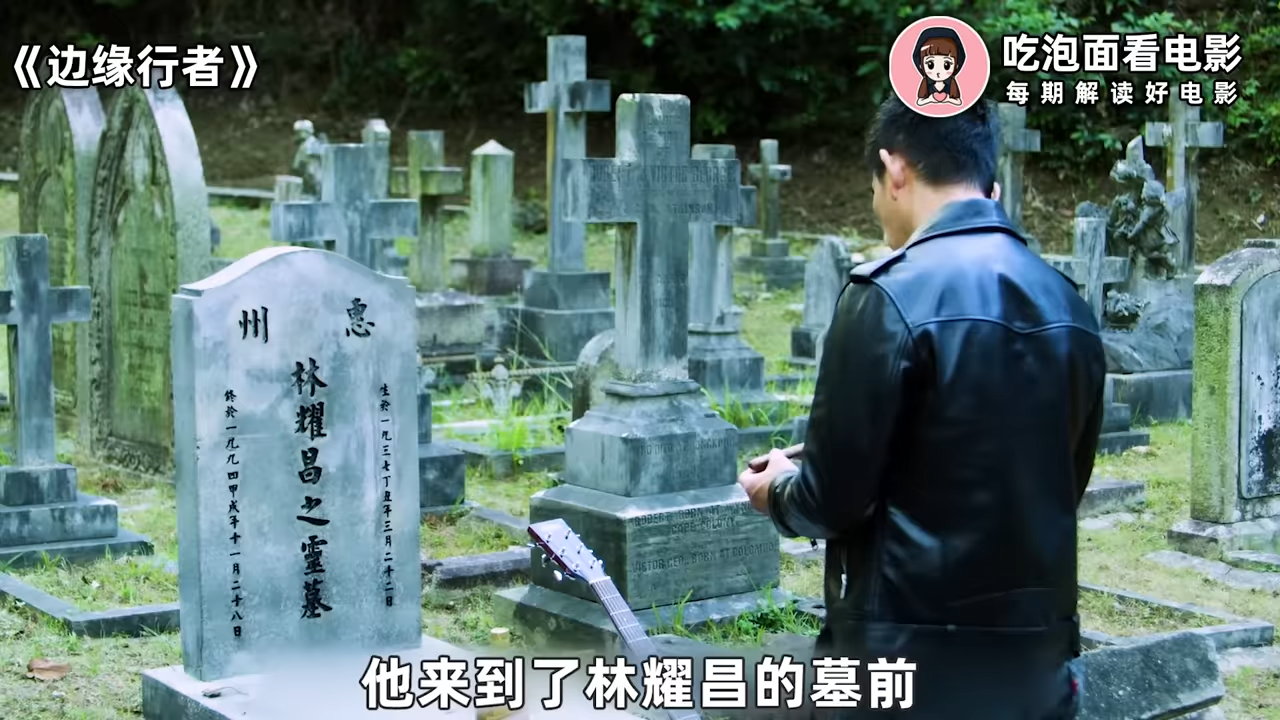 《边缘行者》
吃泡面看电影
每期解读好电影
惠州
生於一九三七丁丑年三月二十二日
林耀昌之靈墓
終於一九九四甲戌年十一月二十八日
他来到了林耀昌的墓前